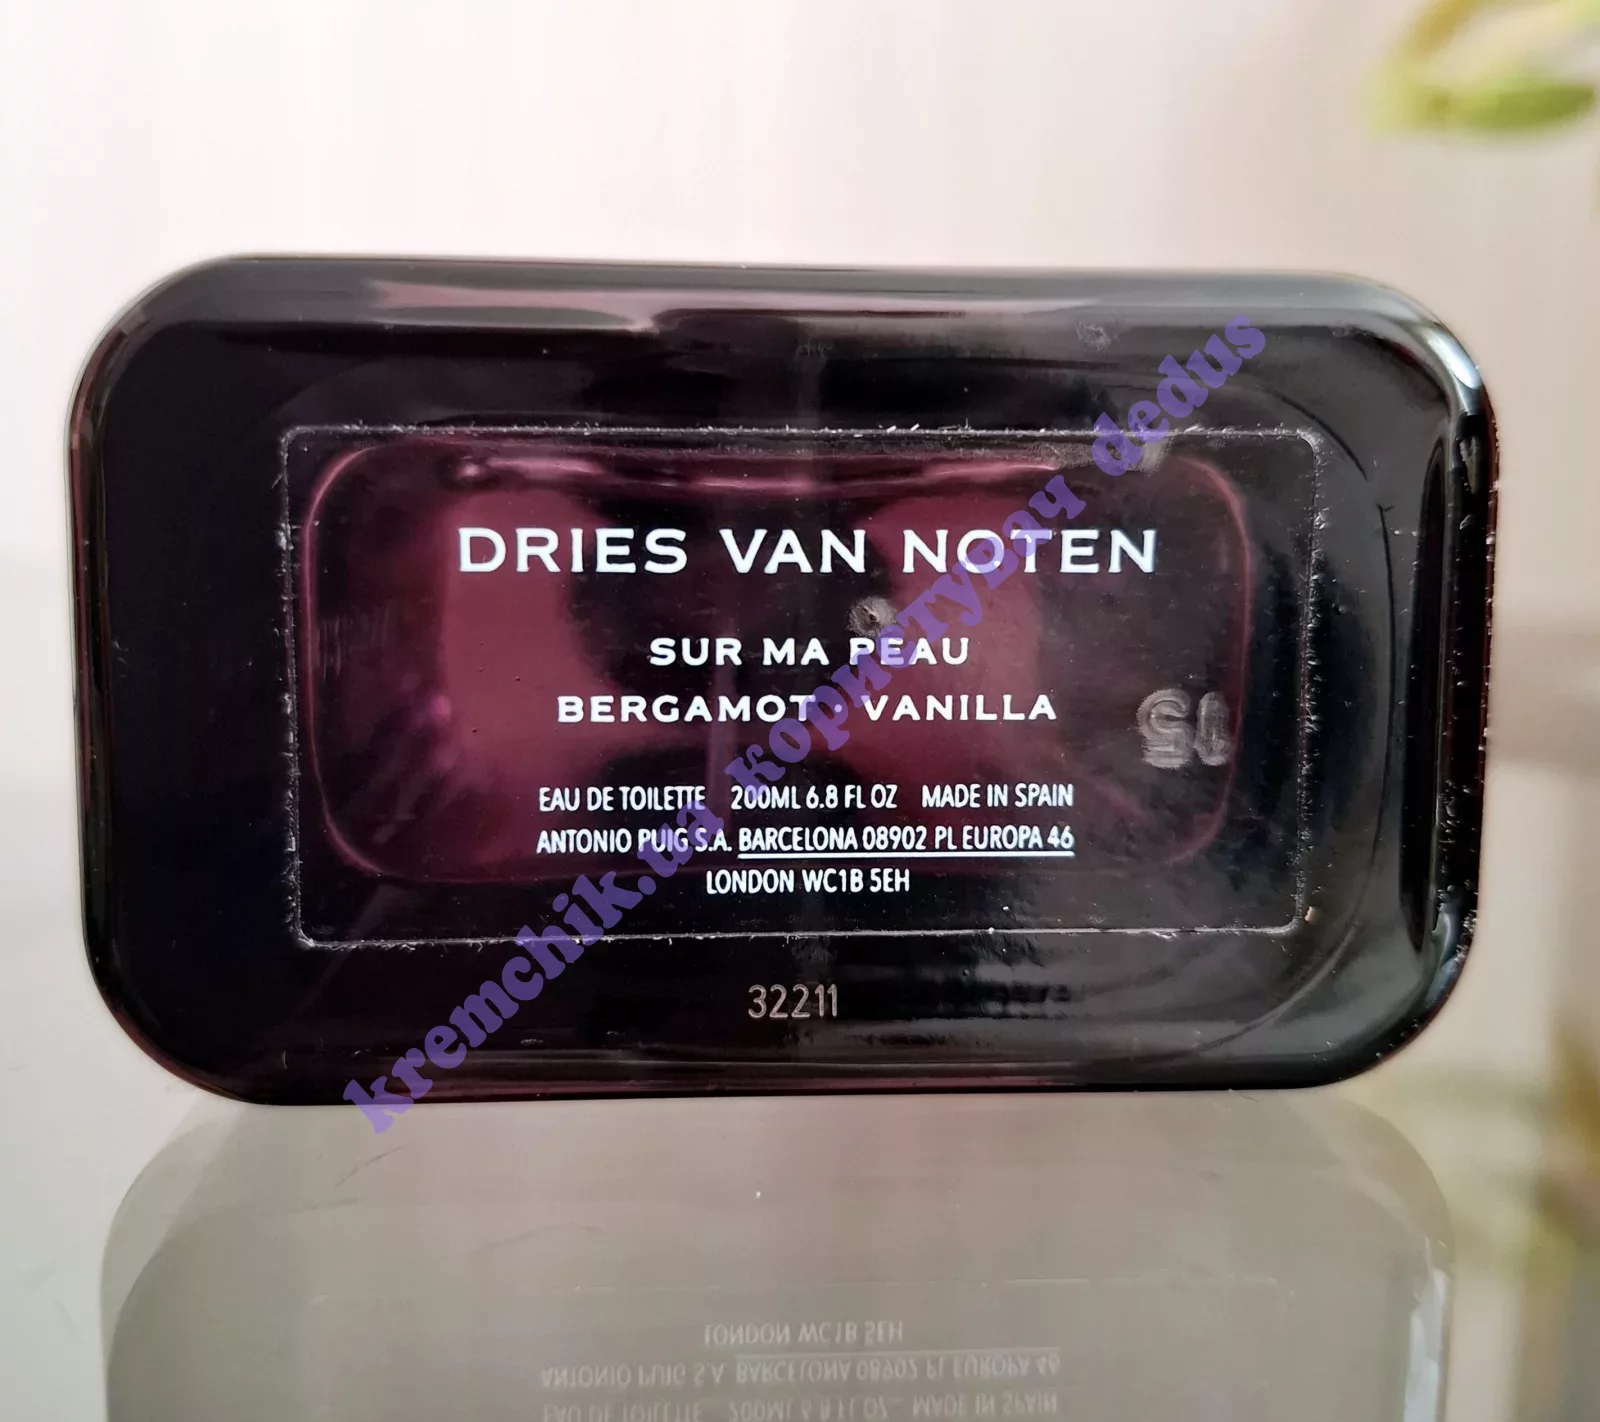 DRIES VAN NOTEN
SUR MA PEAU
BERGAMOT VANILLA
EAU DE TOILETTE 200ML 6.8 FL OZ MADE IN SPAIN
ANTONIO PUIG S.A. BARCELONA 08902 PL EUROPA 46
LONDON WC1B 5EH
32211
kremchik.ua користувач dedus